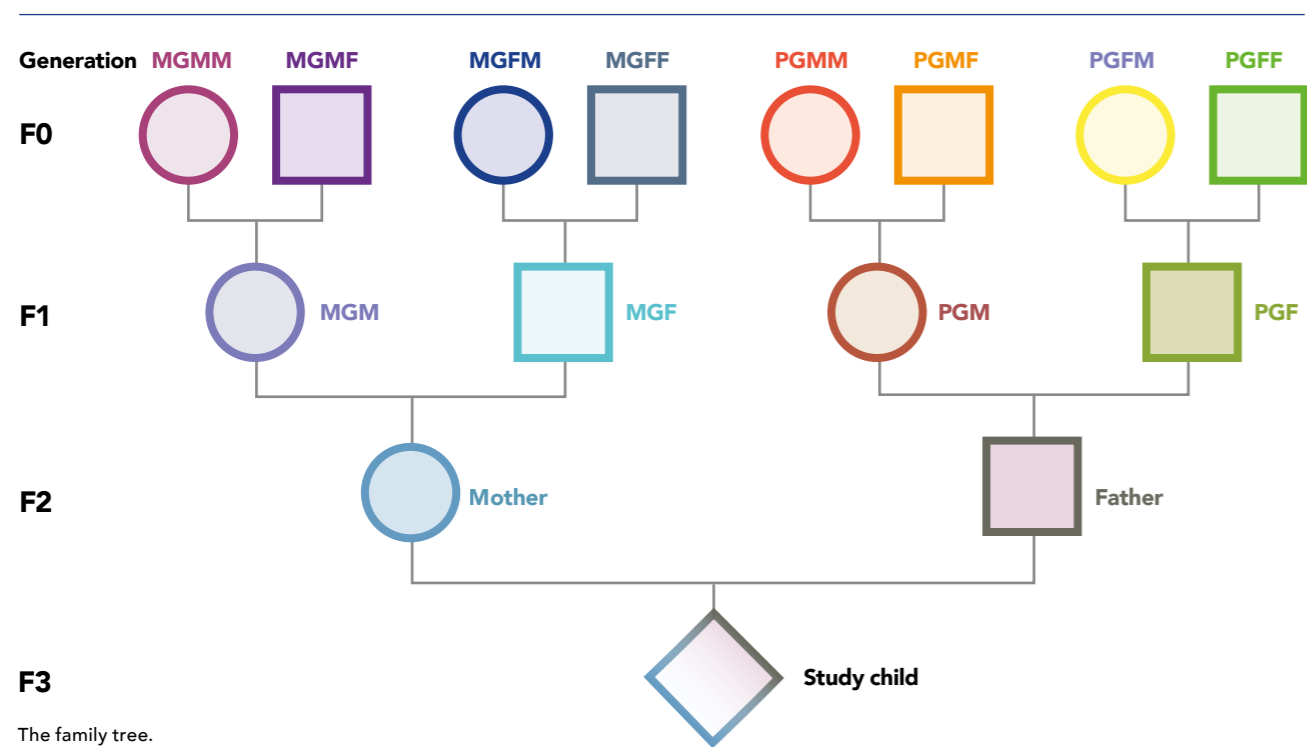 Generation MGMM MGMF MGFM MGFF PGMM PGMF PGFM PGFF
F0
F1 MGM MGF PGM PGF
F2 Mother Father
F3 Study child
The family tree.